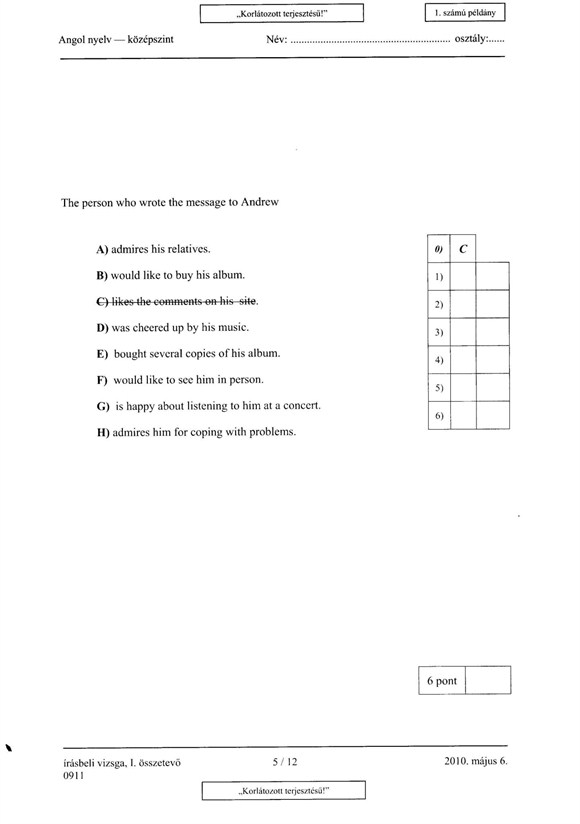 „Korlátozott terjesztésű!”
1. számú példány
Angol nyelv — középszint Név: ........................................................ osztály:......
The person who wrote the message to Andrew
A) admires his relatives.
B) would like to buy his album.
C) likes the comments on his site.
D) was cheered up by his music.
E) bought several copies of his album.
F) would like to see him in person.
G) is happy about listening to him at a concert.
H) admires him for coping with problems.
0) C
1)
2)
3)
4)
5)
6)
6 pont
írásbeli vizsga, I. összetevő 5 / 12 2010. május 6.
0911
„Korlátozott terjesztésű!”